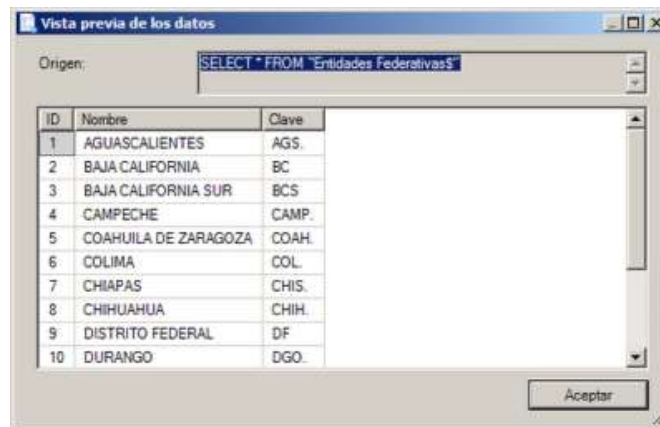 Vista previa de los datos
Origen: SELECT * FROM "Entidades Federativas$"
ID Nombre Clave
1 AGUASCALIENTES AGS.
2 BAJA CALIFORNIA BC
3 BAJA CALIFORNIA SUR BCS
4 CAMPECHE CAMP.
5 COAHUILA DE ZARAGOZA COAH.
6 COLIMA COL.
7 CHIAPAS CHIS.
8 CHIHUAHUA CHIH.
9 DISTRITO FEDERAL DF
10 DURANGO DGO.
Aceptar